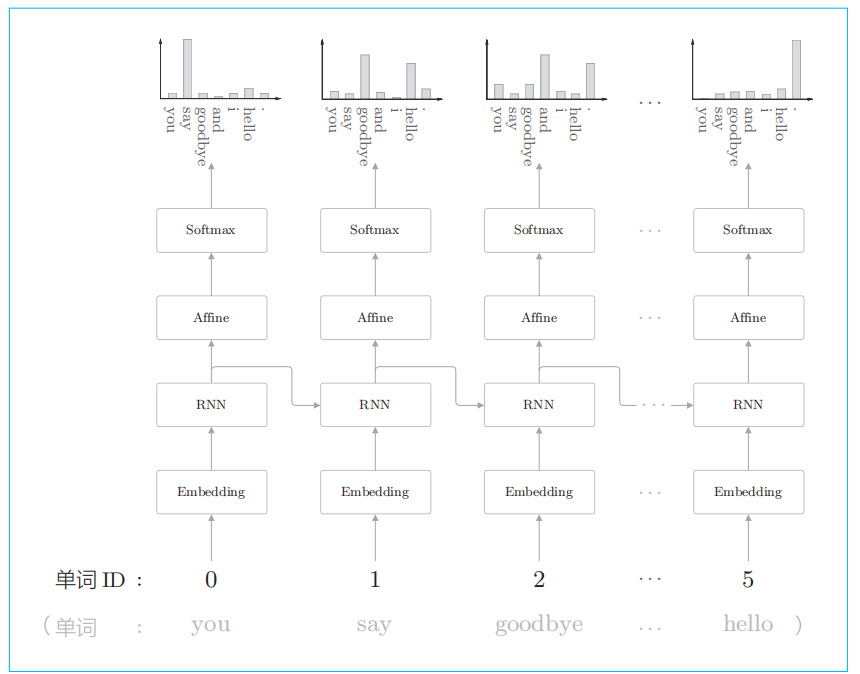 you say goodbye and i hello . you say goodbye and i hello . you say goodbye and i hello . ... you say goodbye and i hello .
Softmax Softmax Softmax ... Softmax
Affine Affine Affine ... Affine
RNN RNN RNN ... RNN
Embedding Embedding Embedding ... Embedding
单词 ID : 0 1 2 ... 5
( 单词 : you say goodbye ... hello )